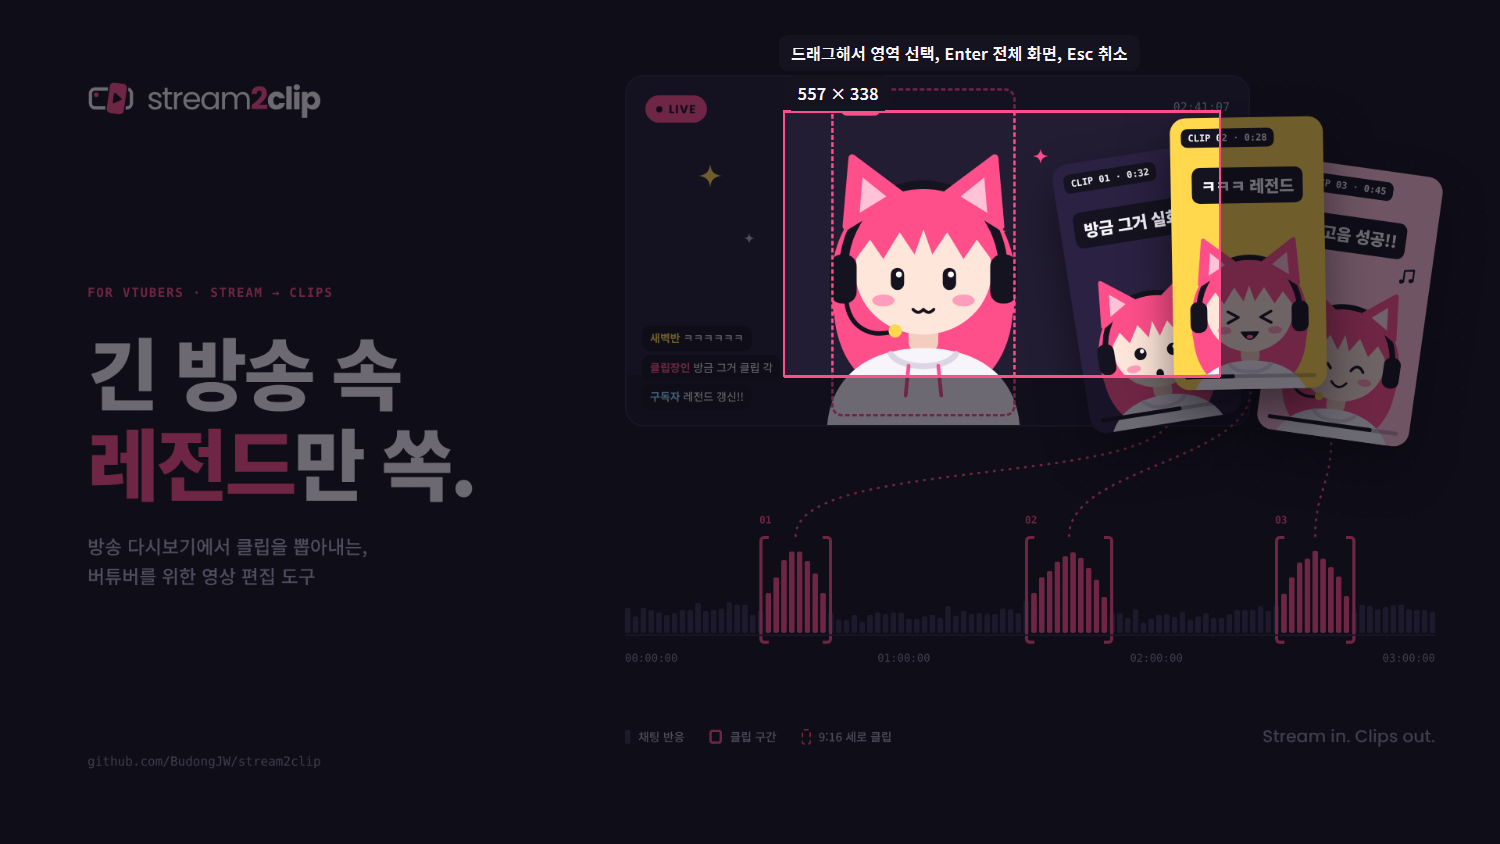 드래그해서 영역 선택, Enter 전체 화면, Esc 취소
557 × 338
stream2clip
LIVE
02:41:07
CLIP 01 · 0:32
방금 그거
CLIP 02 · 0:28
ㅋㅋㅋ 레전드
03 · 0:45
고음 성공!!
FOR VTUBERS · STREAM → CLIPS
긴 방송 속
레전드만 쏙.
방송 다시보기에서 클립을 뽑아내는,
버튜버를 위한 영상 편집 도구
새벽반 ㅋㅋㅋㅋㅋㅋㅋ
클립장인 방금 그거 클립 각
구독자 레전드 갱신!!
01
02
03
00:00:00
01:00:00
02:00:00
03:00:00
채팅 반응
클립 구간
9:16 세로 클립
Stream in. Clips out.
github.com/BudongJW/stream2clip